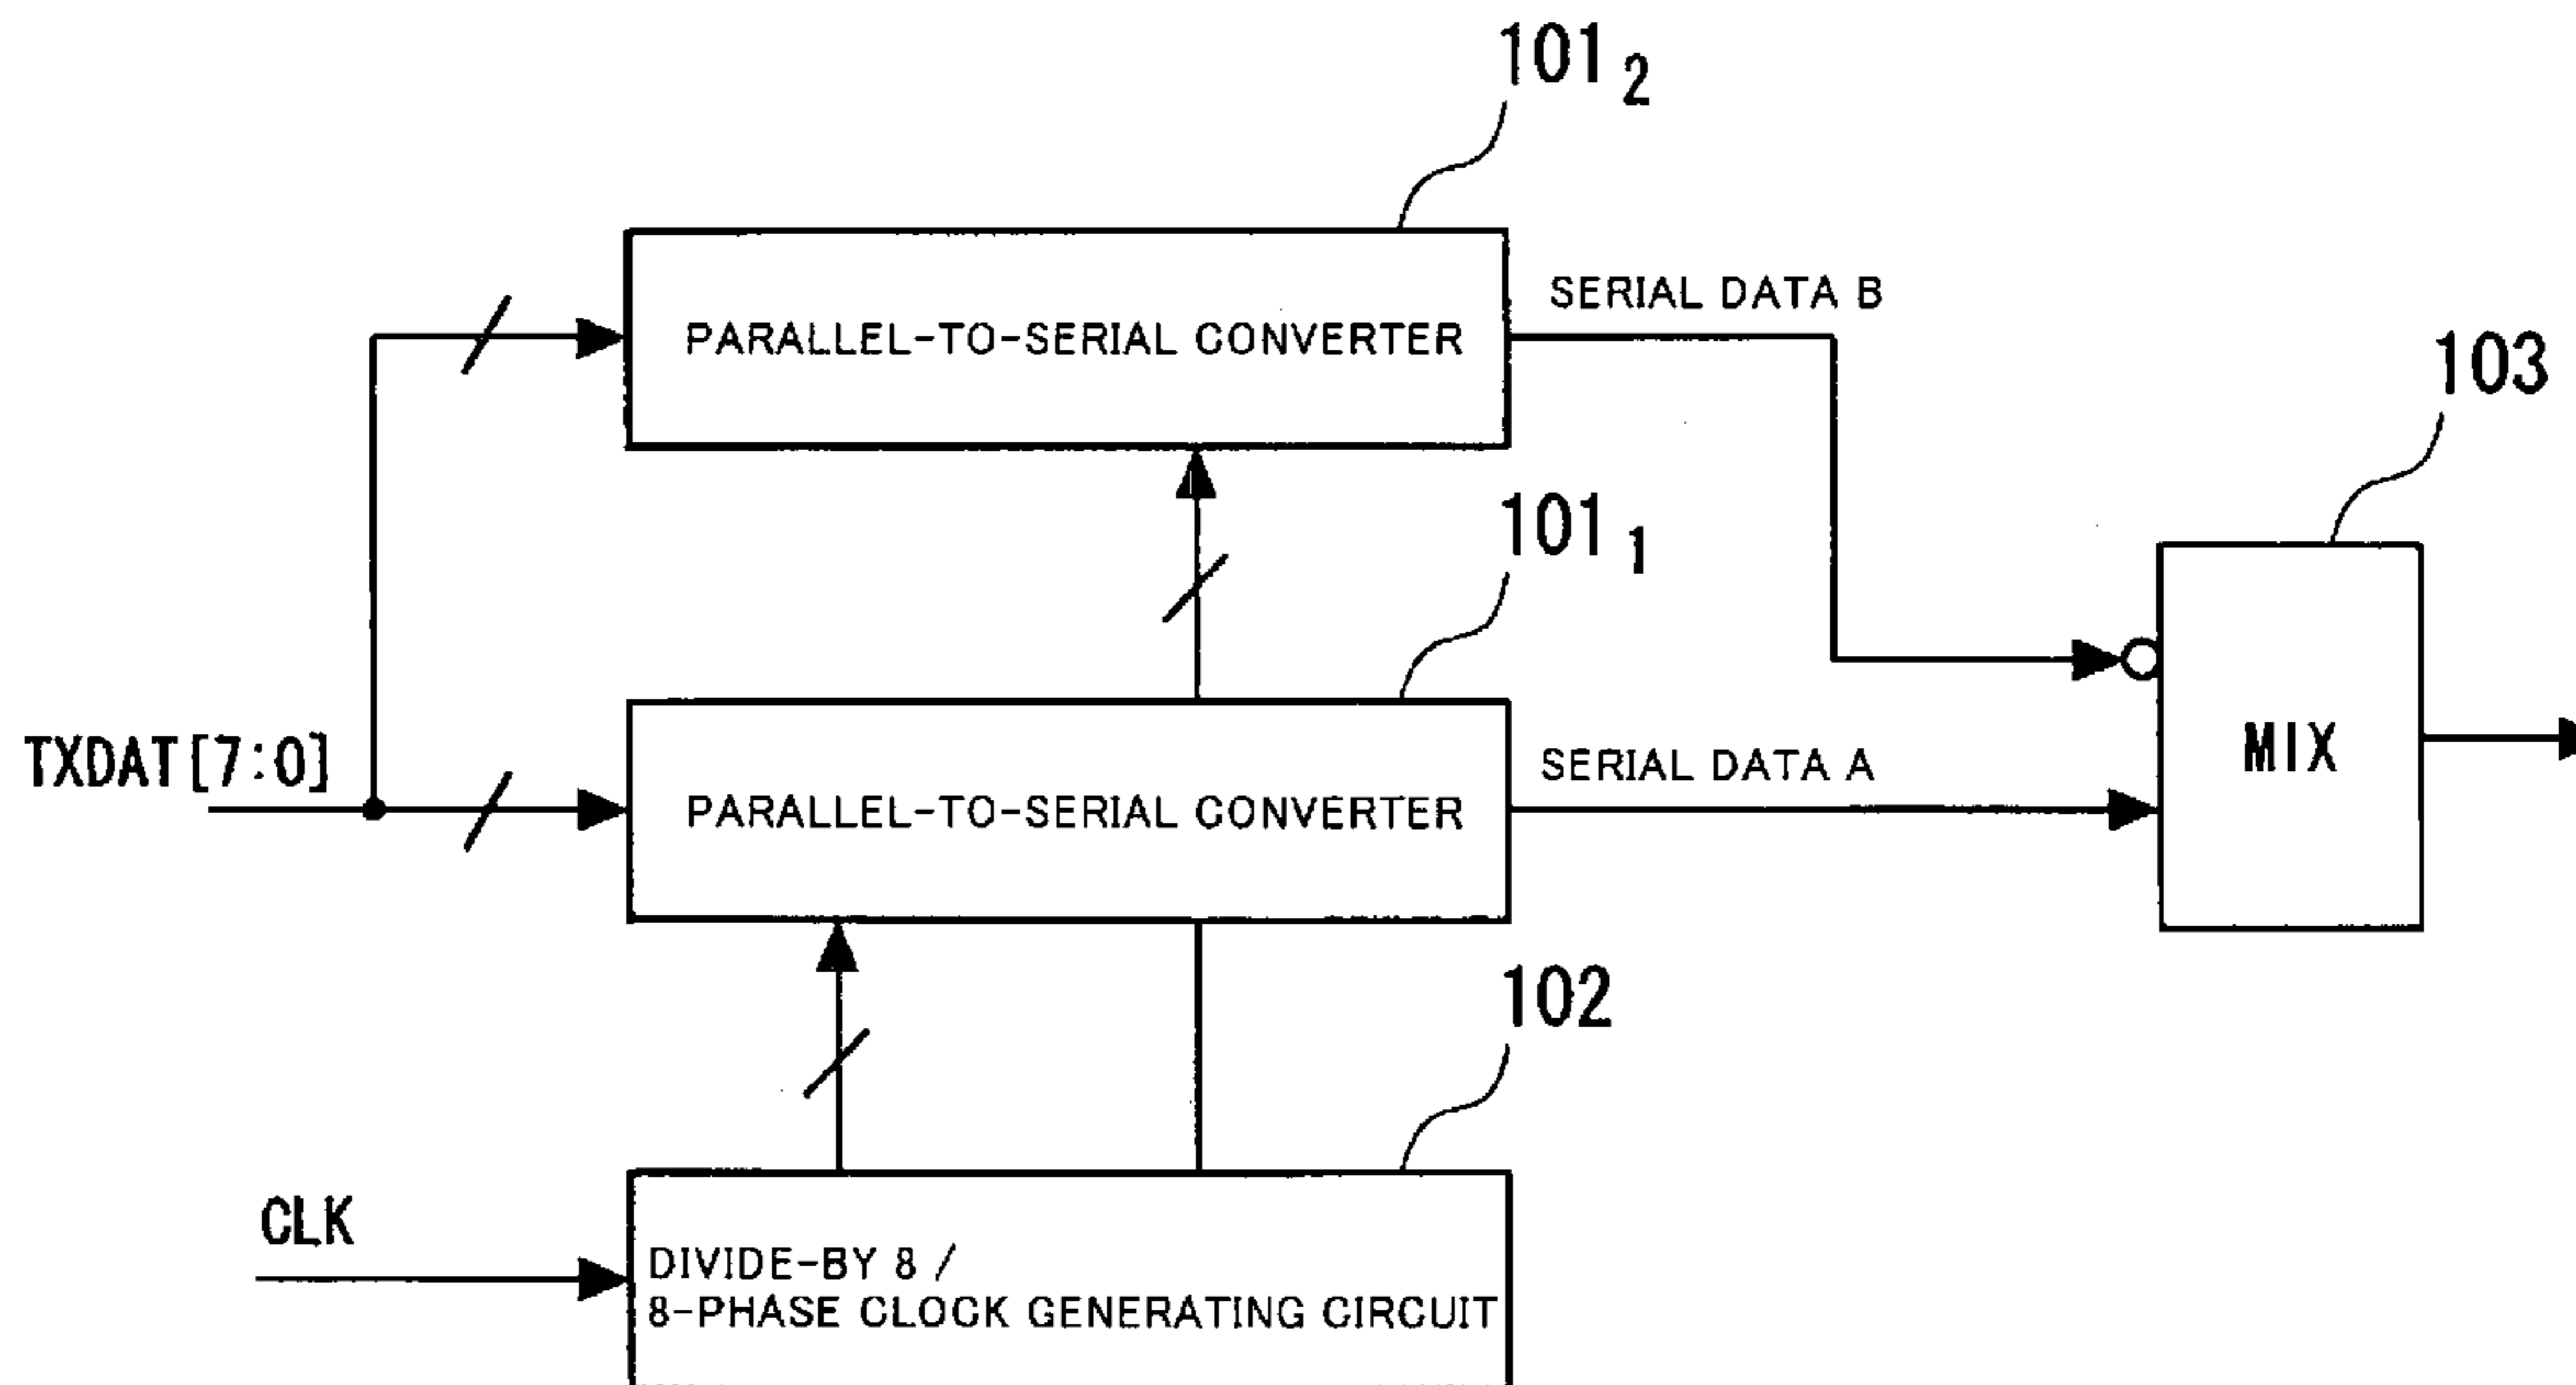 101 2
SERIAL DATA B
PARALLEL-TO-SERIAL CONVERTER
103
101 1
TXDAT[7:0]
SERIAL DATA A
MIX
PARALLEL-TO-SERIAL CONVERTER
102
CLK
DIVIDE-BY 8 /
8-PHASE CLOCK GENERATING CIRCUIT